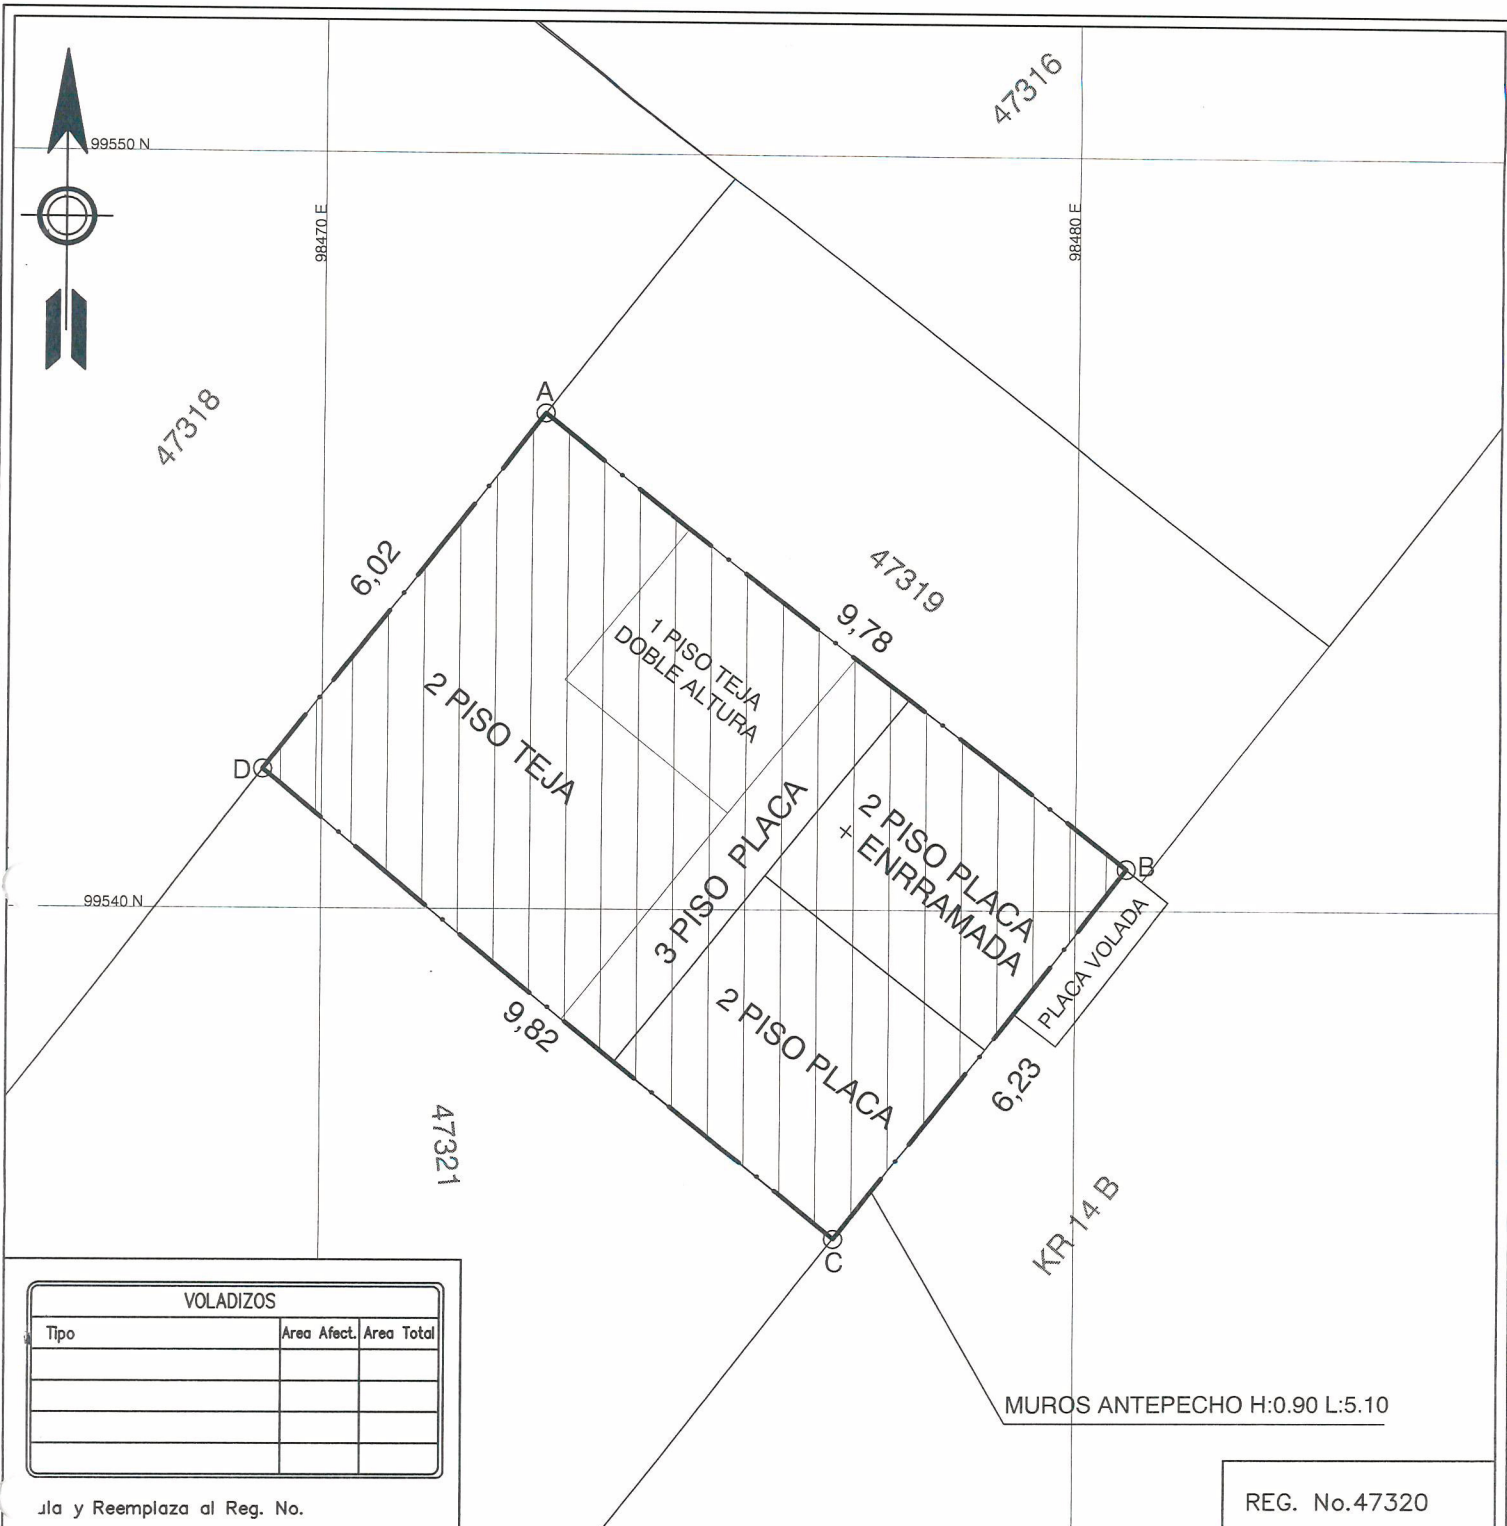 47316
99550 N
98470 E
98480 E
A
47318
6,02
47319
9,78
1 PISO TEJA
DOBLE ALTURA
2 PISO TEJA
D
3 PISO PLACA
2 PISO PLACA
+ ENRRAMADA
B
99540 N
PLACA VOLADA
9,82
2 PISO PLACA
6,23
47321
KR 14 B
C
VOLADIZOS
Tipo Area Afect. Area Total
MUROS ANTEPECHO H:0.90 L:5.10
y Reemplaza al Reg. No.
REG. No.47320